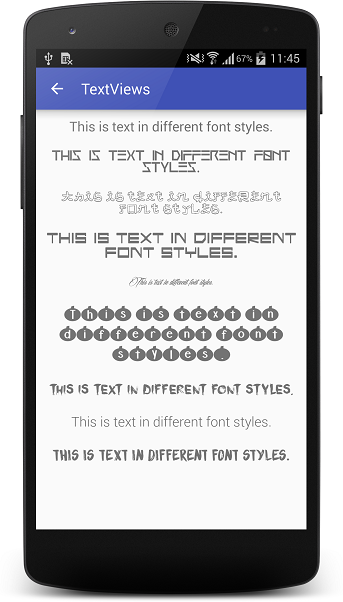 67% 11:45
TextViews
This is text in different font styles.
THIS IS TEXT IN DIFFERENT FONT
STYLES.
This is text in different
font styles.
THIS IS TEXT IN DIFFERENT
FONT STYLES.
This is text in different font styles.
This is text in
different font
styles.
THIS IS TEXT IN DIFFERENT FONT STYLES.
This is text in different font styles.
THIS IS TEXT IN DIFFERENT FONT STYLES.